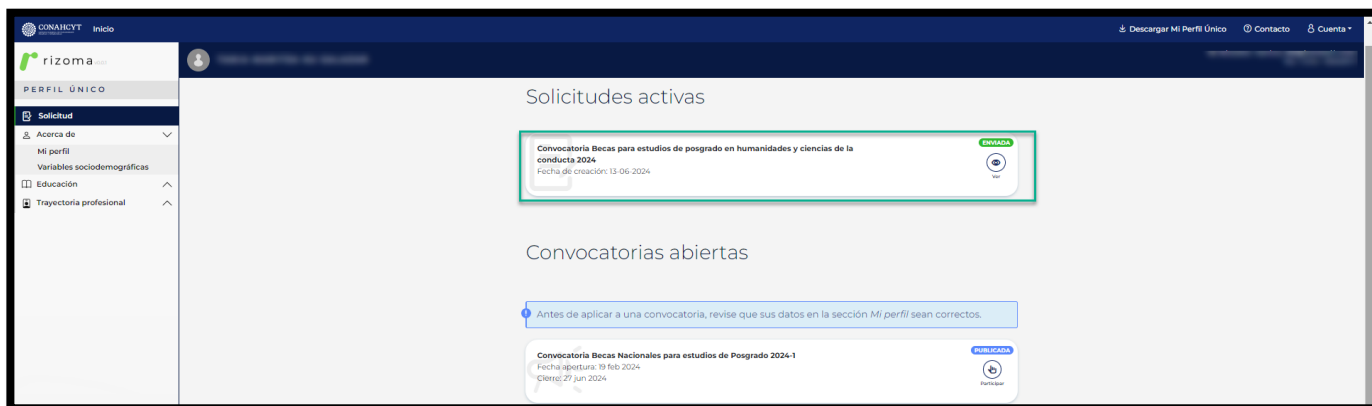 CONAHCYT Inicio
Descargar Mi Perfil Único Contacto Cuenta
rizoma
PERFIL ÚNICO
Solicitud
Acerca de
Mi perfil
Variables sociodemográficas
Educación
Trayectoria profesional
Solicitudes activas
Convocatoria Becas para estudios de posgrado en humanidades y ciencias de la
conducta 2024
Fecha de creación: 13-06-2024
ENVIADA
Ver
Convocatorias abiertas
Antes de aplicar a una convocatoria, revise que sus datos en la sección Mi perfil sean correctos.
Convocatoria Becas Nacionales para estudios de Posgrado 2024-1
Fecha apertura: 19 feb 2024
Cierre: 27 jun 2024
PUBLICADA
Participar